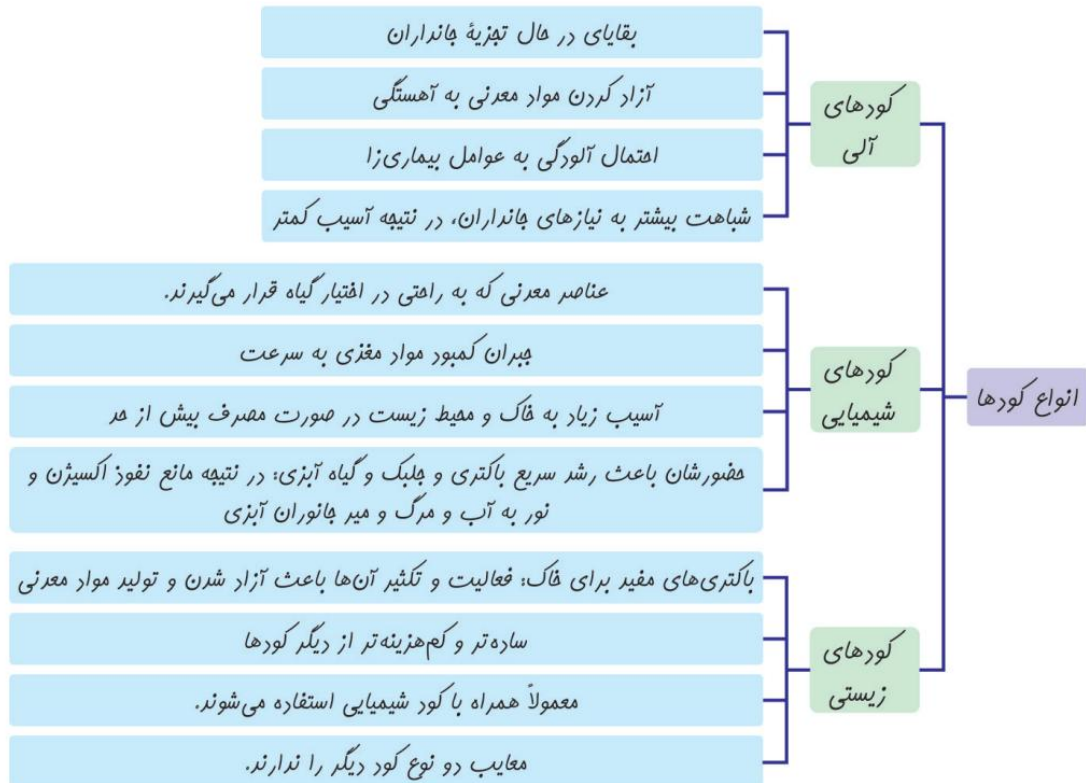 انواع کودها
کودهای
آلی
بقایای در حال تجزیهٔ جانداران
آزاد کردن مواد معدنی به آهستگی
احتمال آلودگی به عوامل بیماری‌زا
شباهت بیشتر به نیازهای جانداران، در نتیجه آسیب کمتر
کودهای
شیمیایی
عناصر معدنی که به راحتی در اختیار گیاه قرار می‌گیرند.
جبران کمبود مواد مغزی به سرعت
آسیب زیاد به خاک و محیط زیست در صورت مصرف بیش از حد
حضورشان باعث رشد سریع باکتری و جلبک و گیاه آبزی؛ در نتیجه مانع نفوذ اکسیژن و
نور به آب و مرگ و میر جانوران آبزی
کودهای
زیستی
باکتری‌های مفید برای خاک؛ فعالیت و تکثیر آن‌ها باعث آزاد شدن و تولید مواد معدنی
ساده‌تر و کم‌هزینه‌تر از دیگر کودها
معمولاً همراه با کود شیمیایی استفاده می‌شوند.
معایب دو نوع کود دیگر را ندارند.